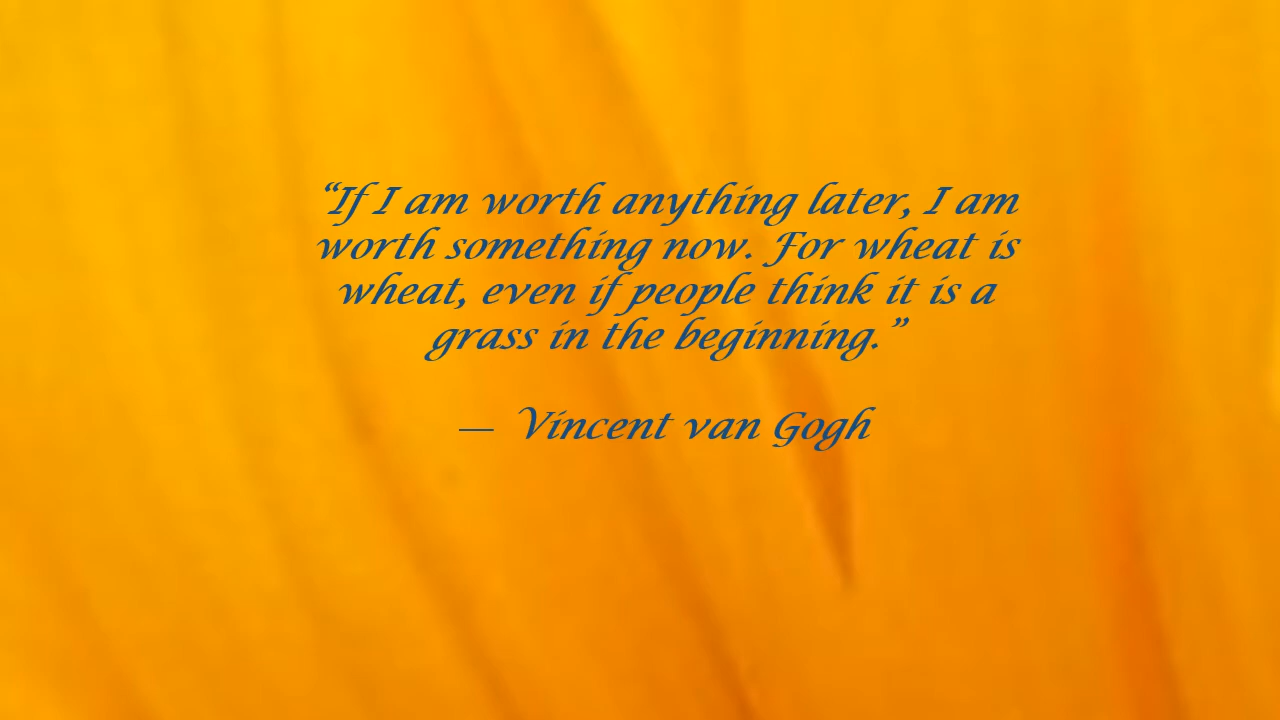 “If I am worth anything later, I am
worth something now. For wheat is
wheat, even if people think it is a
grass in the beginning.”
— Vincent van Gogh